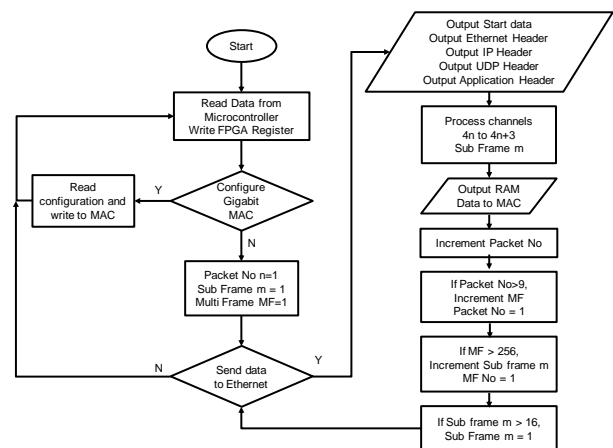 Start
Read Data from
Microcontroller
Write FPGA Register
Configure
Gigabit
MAC
Y
Read
configuration and
write to MAC
N
Packet No n=1
Sub Frame m = 1
Multi Frame MF=1
Send data
to Ethernet
N
Y
Output Start data
Output Ethernet Header
Output IP Header
Output UDP Header
Output Application Header
Process channels
4n to 4n+3
Sub Frame m
Output RAM
Data to MAC
Increment Packet No
If Packet No>9,
Increment MF
Packet No = 1
If MF > 256,
Increment Sub frame m
MF No = 1
If Sub frame m > 16,
Sub Frame m = 1